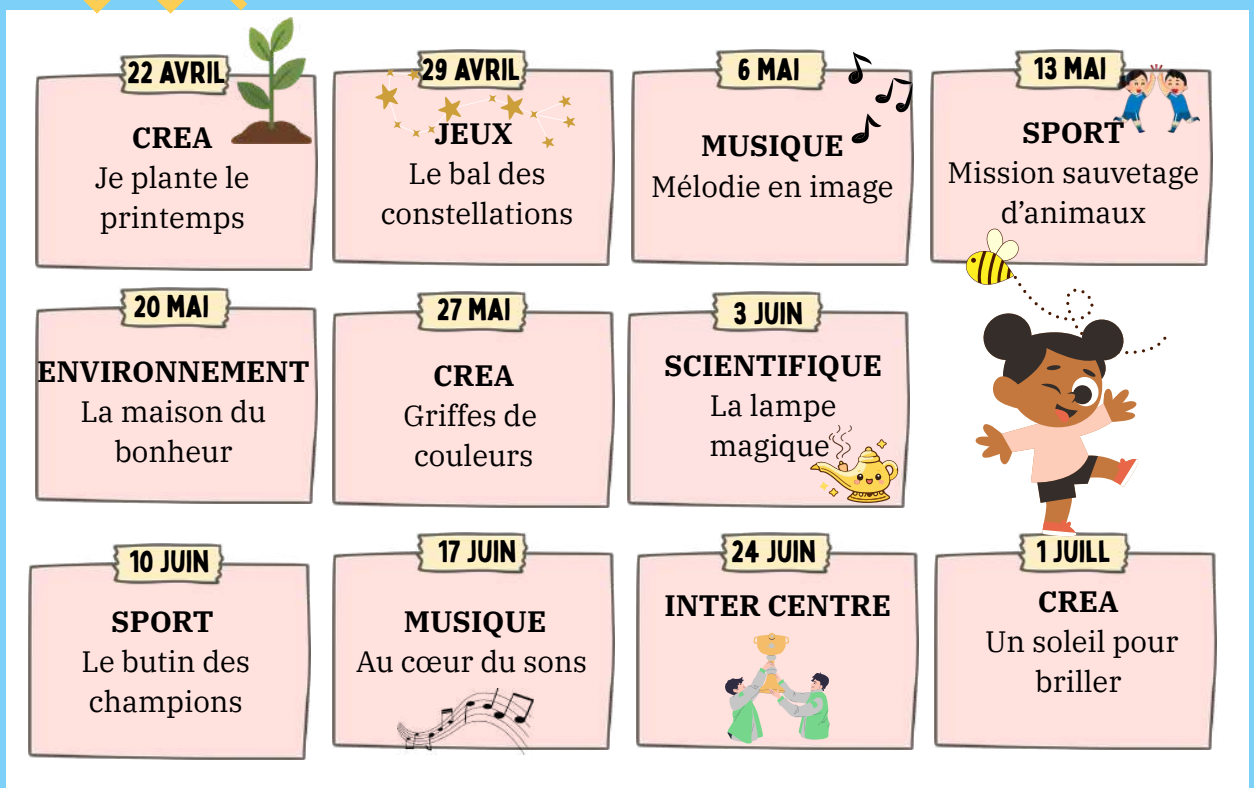 22 AVRIL
CREA
Je plante le
printemps
29 AVRIL
JEUX
Le bal des
constellations
6 MAI
MUSIQUE
Mélodie en image
13 MAI
SPORT
Mission sauvetage
d’animaux
20 MAI
ENVIRONNEMENT
La maison du
bonheur
27 MAI
CREA
Griffes de
couleurs
3 JUIN
SCIENTIFIQUE
La lampe
magique
10 JUIN
SPORT
Le butin des
champions
17 JUIN
MUSIQUE
Au cœur du sons
24 JUIN
INTER CENTRE
1 JUILL
CREA
Un soleil pour
briller